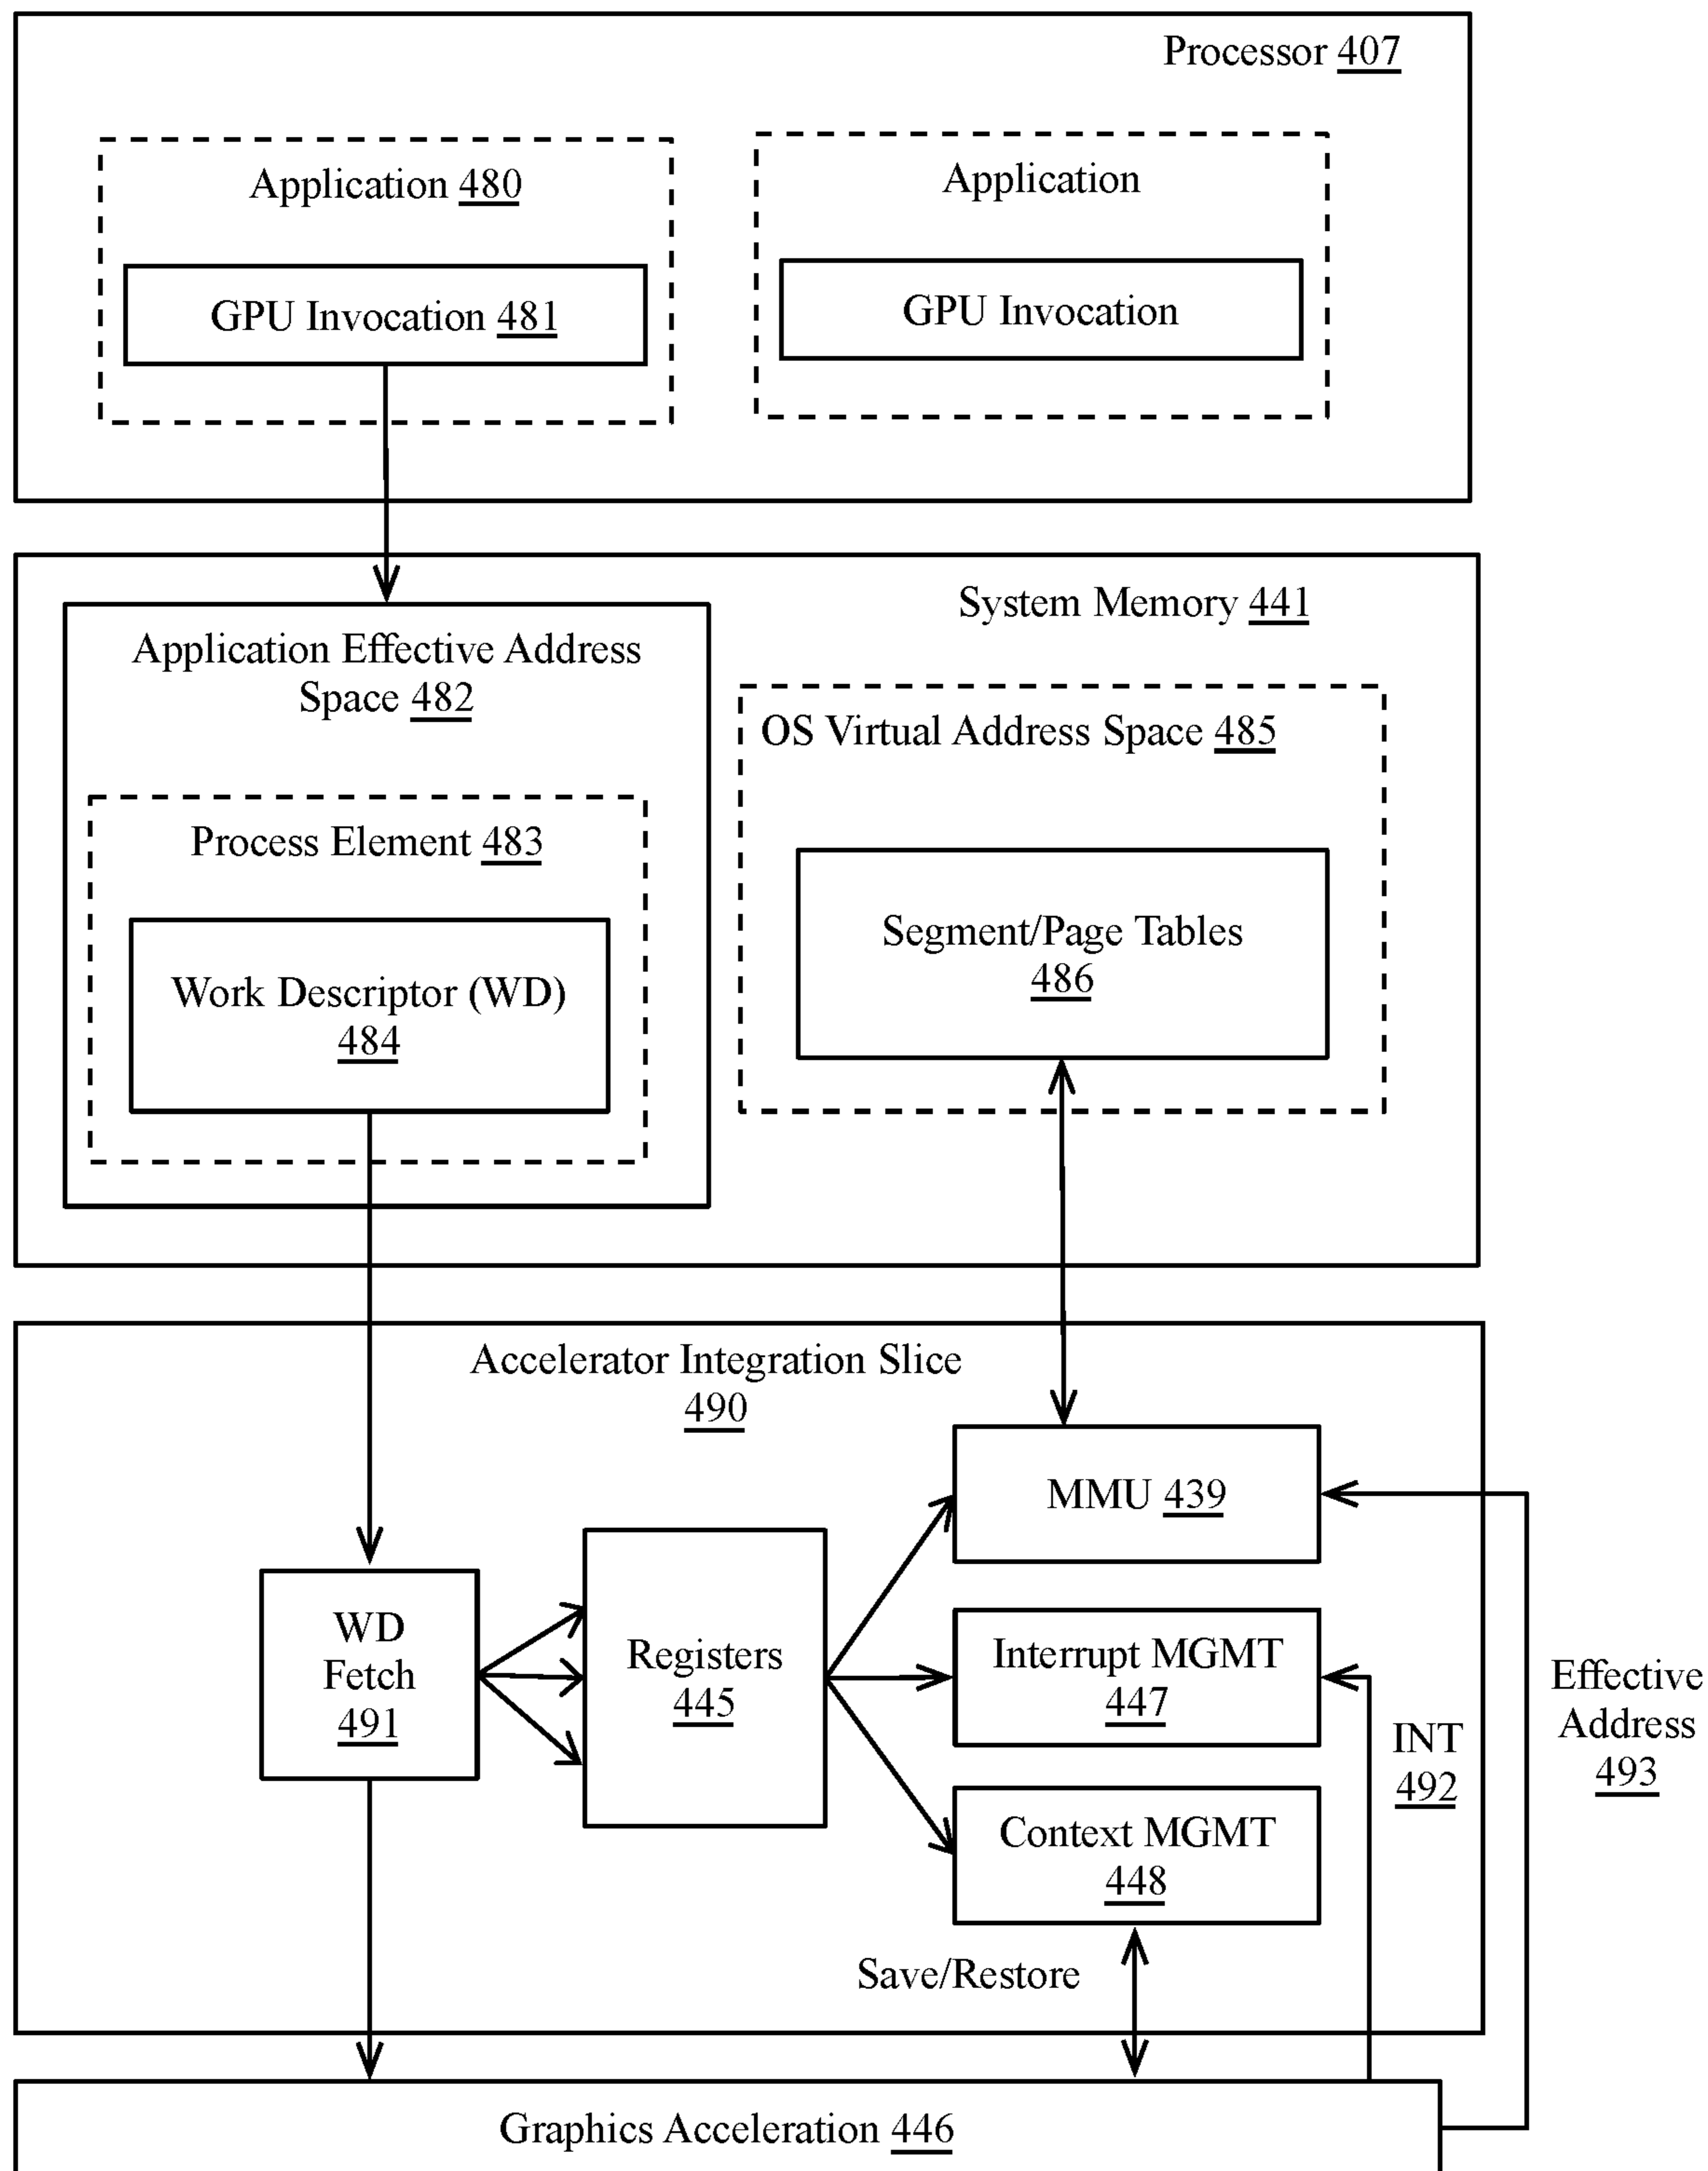 Processor 407
Application 480
Application
GPU Invocation 481
GPU Invocation
System Memory 441
Application Effective Address
Space 482
OS Virtual Address Space 485
Process Element 483
Segment/Page Tables
486
Work Descriptor (WD)
484
Accelerator Integration Slice
490
MMU 439
WD
Fetch
491
Registers
445
Interrupt MGMT
447
Effective
Address
493
INT
492
Context MGMT
448
Save/Restore
Graphics Acceleration 446